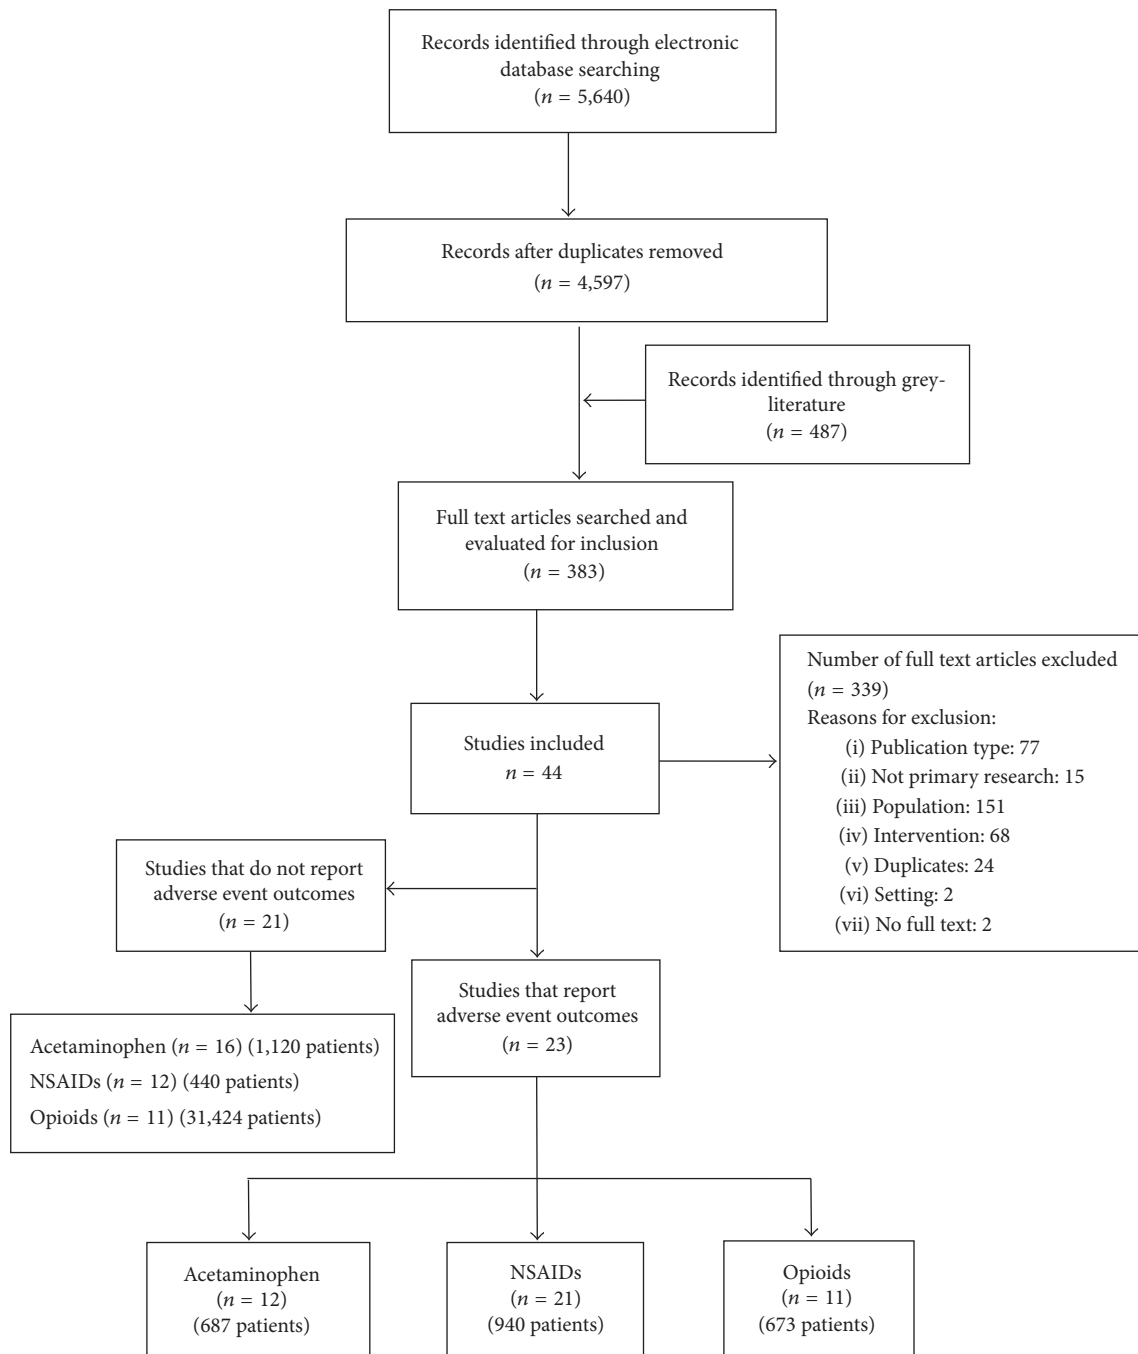 Records identified through electronic
database searching
(n = 5,640)
Records after duplicates removed
(n = 4,597)
Records identified through grey-
literature
(n = 487)
Full text articles searched and
evaluated for inclusion
(n = 383)
Number of full text articles excluded
(n = 339)
Reasons for exclusion:
(i) Publication type: 77
(ii) Not primary research: 15
(iii) Population: 151
(iv) Intervention: 68
(v) Duplicates: 24
(vi) Setting: 2
(vii) No full text: 2
Studies included
n = 44
Studies that do not report
adverse event outcomes
(n = 21)
Studies that report
adverse event outcomes
(n = 23)
Acetaminophen (n = 16) (1,120 patients)
NSAIDs (n = 12) (440 patients)
Opioids (n = 11) (31,424 patients)
Acetaminophen
(n = 12)
(687 patients)
NSAIDs
(n = 21)
(940 patients)
Opioids
(n = 11)
(673 patients)